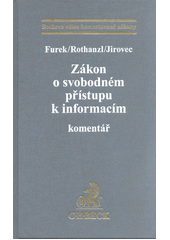 Furek/Rothanzl/Jirovec
Zákon
o svobodném
přístupu
k informacím
komentář
C·H·BECK